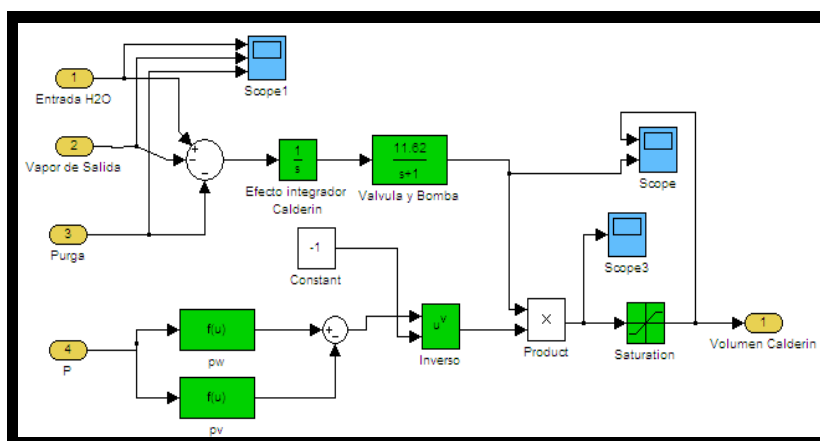 1
Entrada H2O
Scope1
2
Vapor de Salida
+
−
−
1
s
Efecto integrador
Calderin
11.62
s+1
Valvula y Bomba
Scope
3
Purga
-1
Constant
Scope3
4
P
f(u)
pw
+
−
u^v
Inverso
×
Product
Saturation
1
Volumen Calderin
f(u)
pv